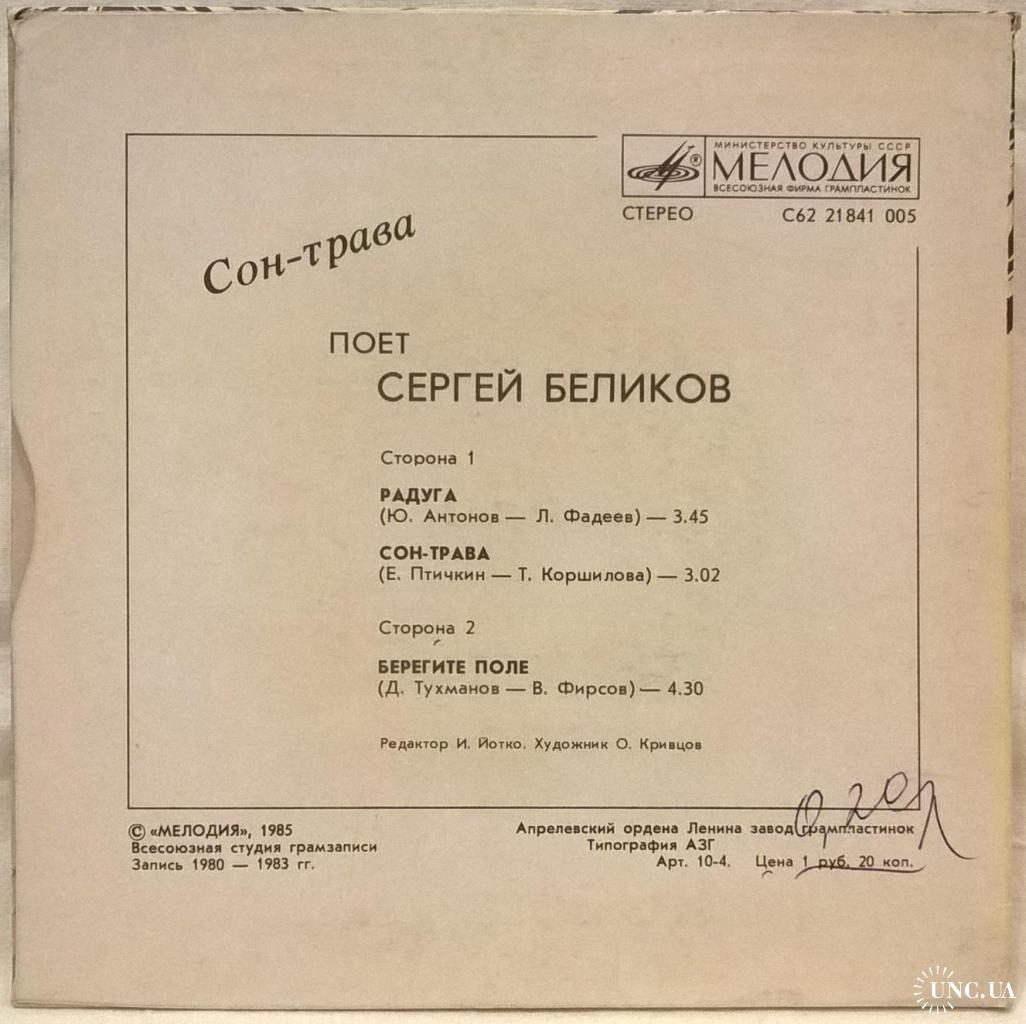 МИНИСТЕРСТВО КУЛЬТУРЫ СССР
МЕЛОДИЯ
ВСЕСОЮЗНАЯ ФИРМА ГРАМПЛАСТИНОК
СТЕРЕО С62 21841 005
Сон-трава
ПОЕТ
СЕРГЕЙ БЕЛИКОВ
Сторона 1
РАДУГА
(Ю. Антонов — Л. Фадеев) — 3.45
СОН-ТРАВА
(Е. Птичкин — Т. Коршилова) — 3.02
Сторона 2
БЕРЕГИТЕ ПОЛЕ
(Д. Тухманов — В. Фирсов) — 4.30
Редактор И. Йотко. Художник О. Кривцов
0,20
© «МЕЛОДИЯ», 1985
Всесоюзная студия грамзаписи
Запись 1980 — 1983 гг.
Апрелевский ордена Ленина завод грампластинок
Типография АЗГ
Арт. 10-4. Цена 1 руб. 20 коп.
UNC.UA